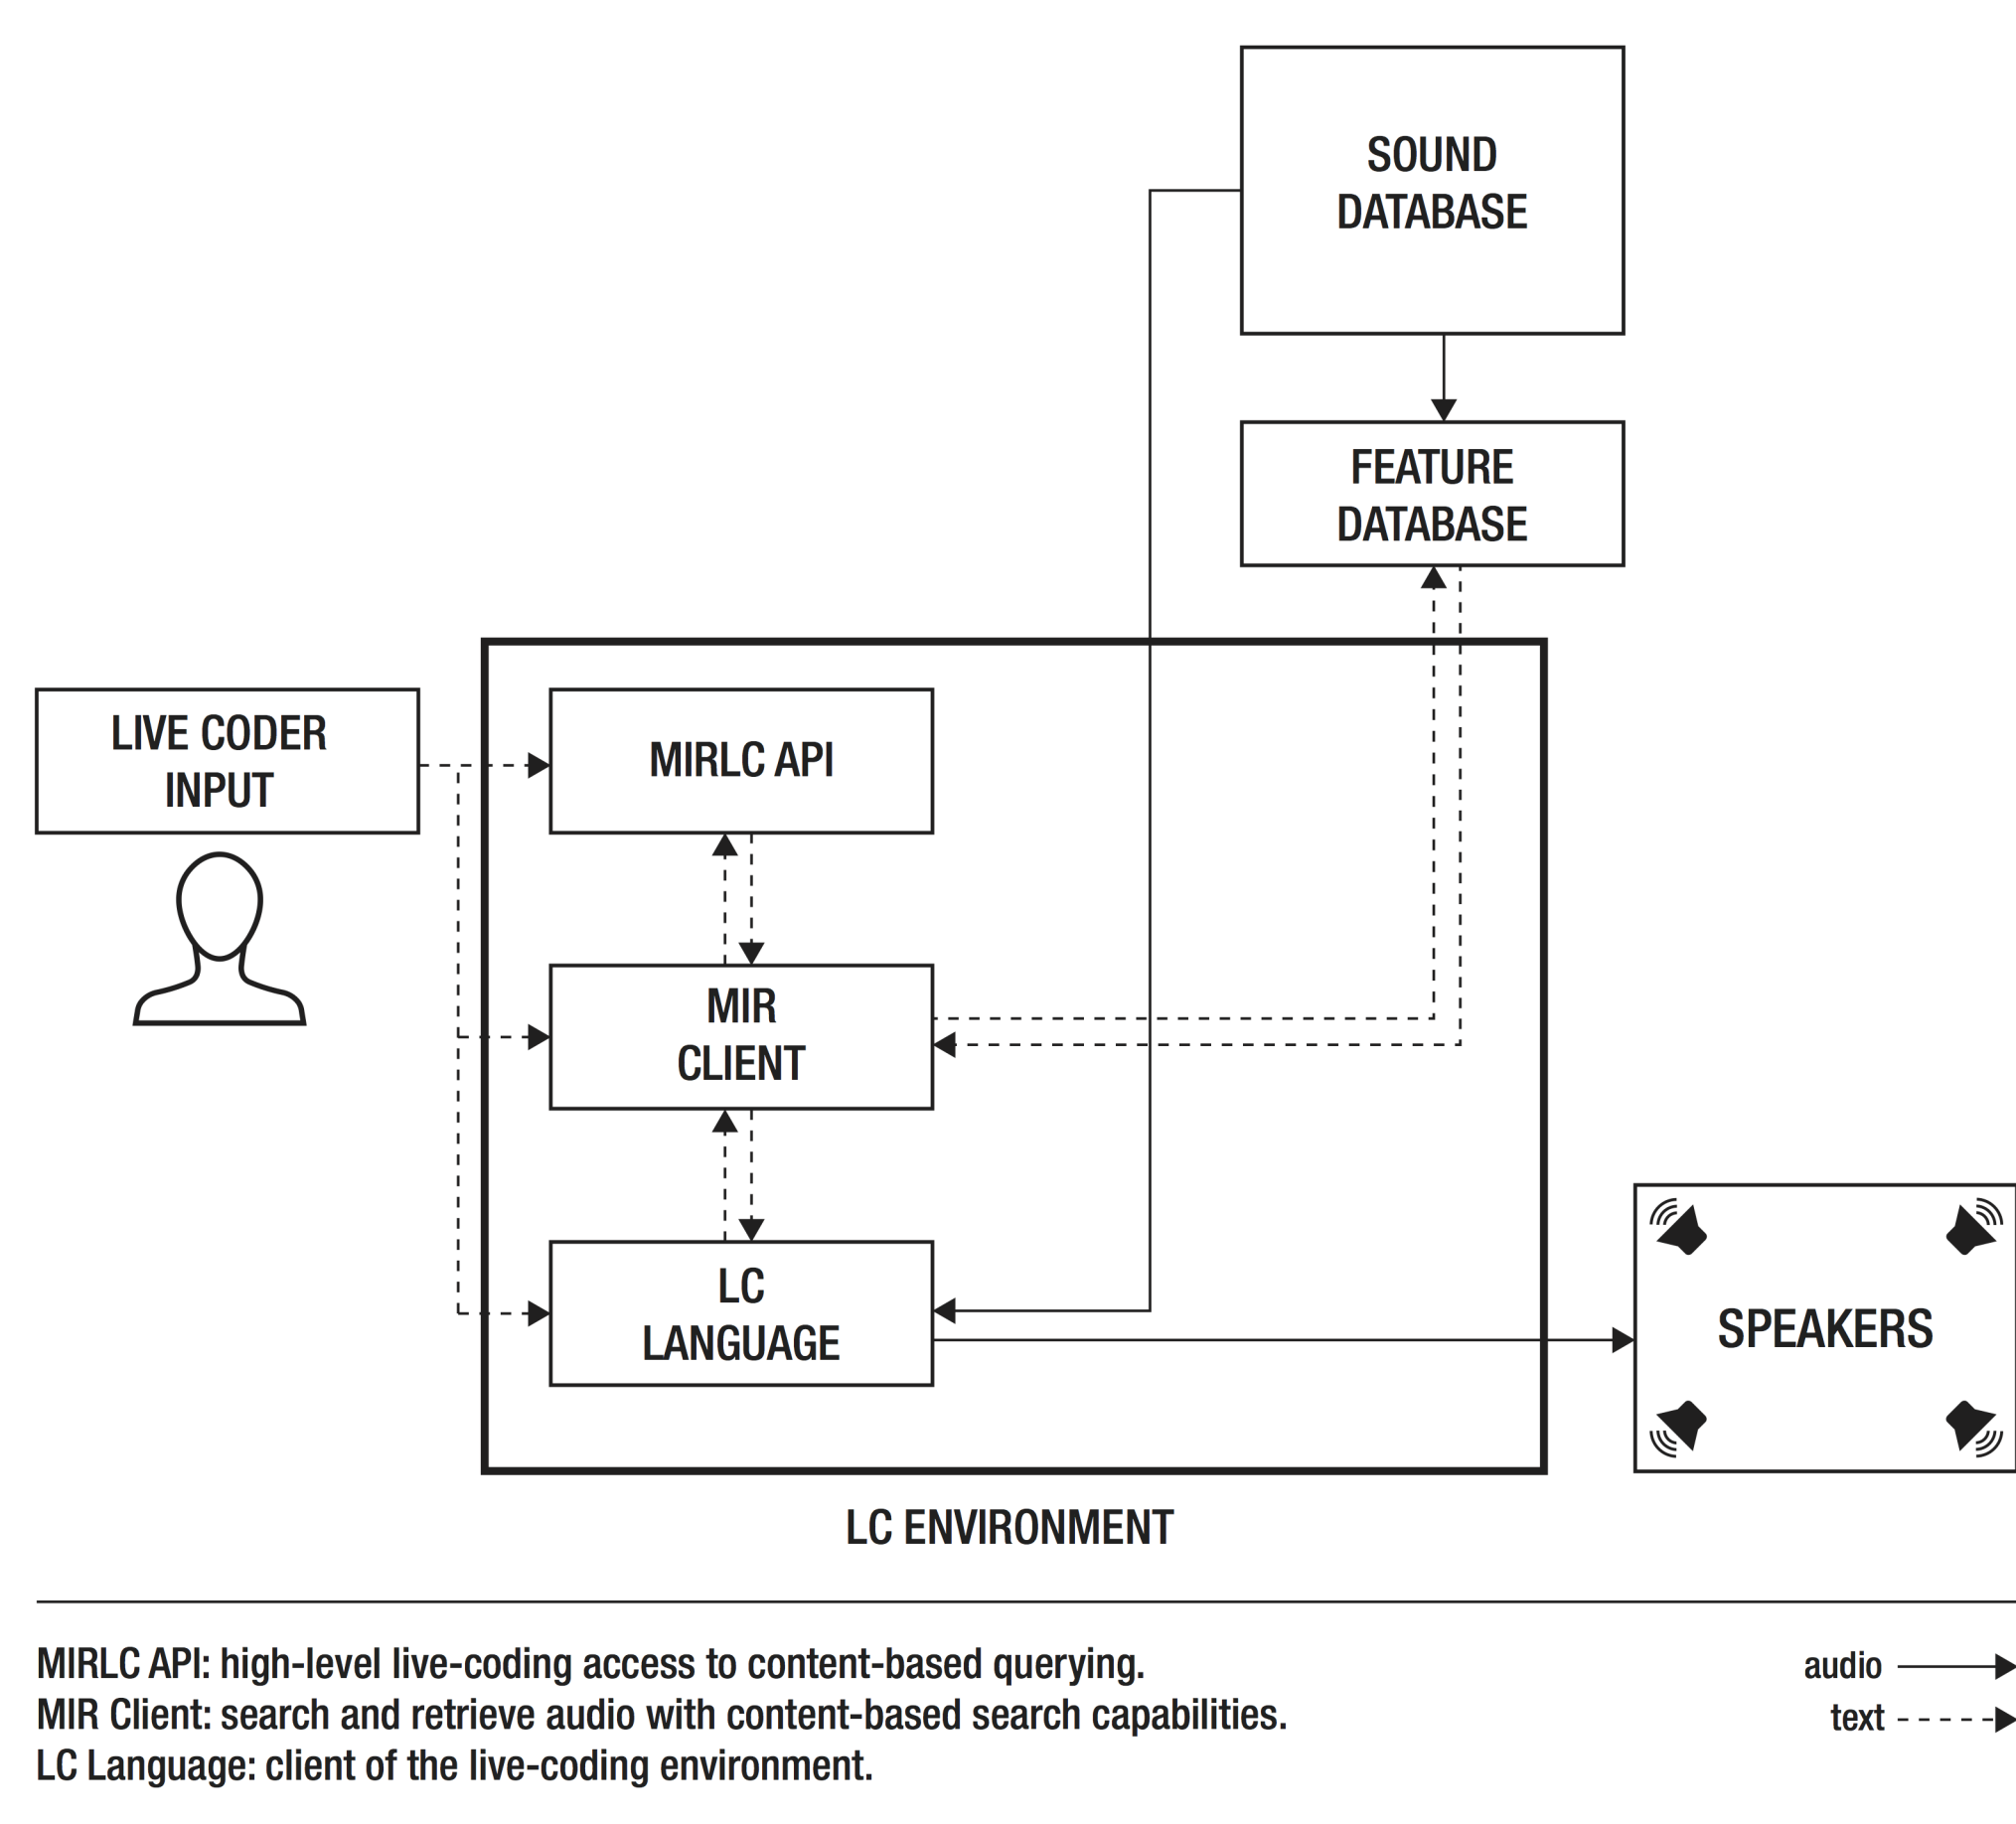 SOUND
DATABASE
FEATURE
DATABASE
LIVE CODER
INPUT
MIRLC API
MIR
CLIENT
LC
LANGUAGE
SPEAKERS
LC ENVIRONMENT
MIRLC API: high-level live-coding access to content-based querying.
MIR Client: search and retrieve audio with content-based search capabilities.
LC Language: client of the live-coding environment.
audio
text